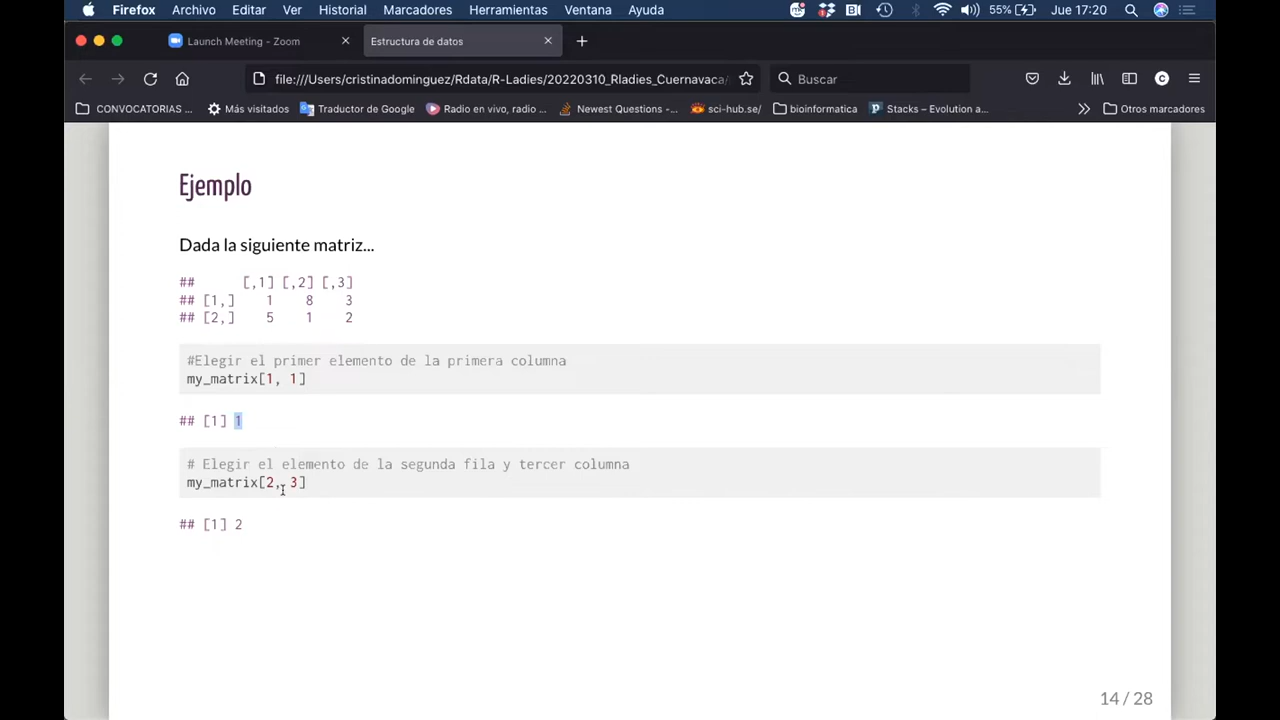 Firefox Archivo Editar Ver Historial Marcadores Herramientas Ventana Ayuda 55% Jue 17:20
Launch Meeting - Zoom Estructura de datos
file:///Users/cristinadominguez/Rdata/R-Ladies/20220310_Rladies_Cuernavaca/ Buscar
CONVOCATORIAS ... Más visitados Traductor de Google Radio en vivo, radio ... Newest Questions -... sci-hub.se/ bioinformatica Stacks – Evolution a... Otros marcadores
Ejemplo
Dada la siguiente matriz...
## [,1] [,2] [,3]
## [1,] 1 8 3
## [2,] 5 1 2
#Elegir el primer elemento de la primera columna
my_matrix[1, 1]
## [1] 1
# Elegir el elemento de la segunda fila y tercer columna
my_matrix[2, 3]
## [1] 2
14 / 28